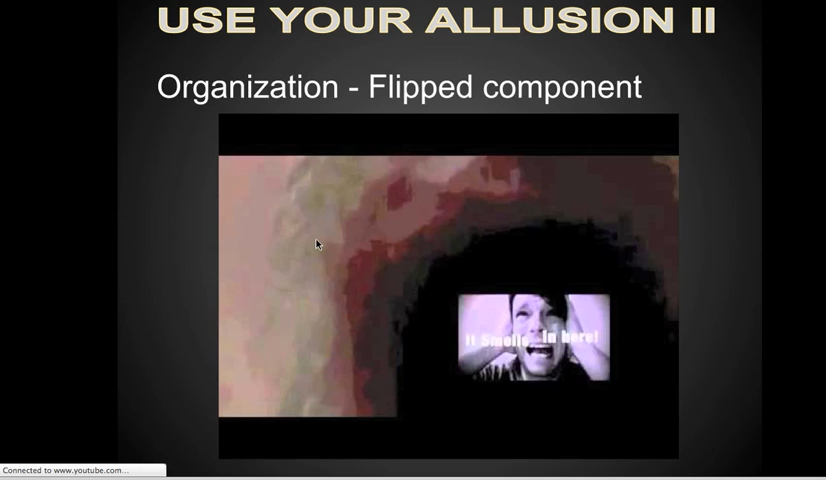 USE YOUR ALLUSION II
Organization - Flipped component
It Smells In here!
Connected to www.youtube.com...